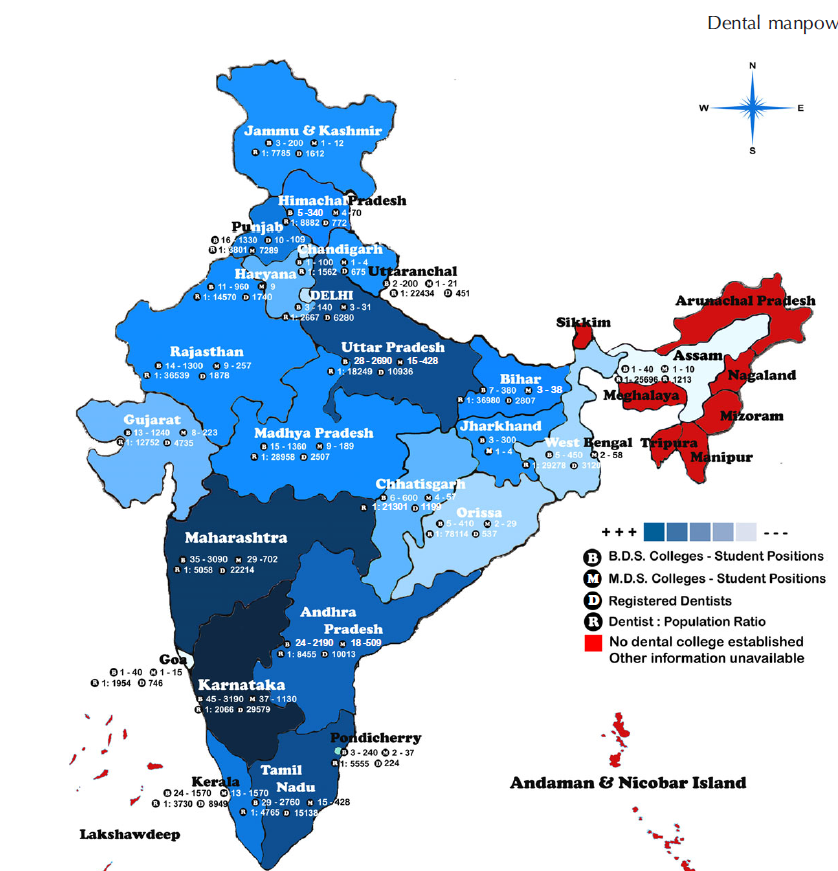 Dental manpow
N
W E
S
Jammu & Kashmir
B 3 - 200 M 1 - 12
R 1: 7785 D 1612
Himachal Pradesh
B 5 -340 M 4 -70
R 1: 8882 D 772
Punjab
B 16 - 1330 D 10 -109
R 1: 3801 M 7289
Chandigarh
B 1 - 100 M 1 - 4
R 1: 1562 D 675
Uttaranchal
B 2 -200 M 1 - 21
R 1: 22434 D 451
Haryana
B 11 - 960 M 9
R 1: 14570 D 1740
DELHI
B 3 - 140 M 3 - 31
R 1: 2667 D 6280
Arunachal Pradesh
Sikkim
Rajasthan
B 14 - 1300 M 9 - 257
R 1: 36539 D 1878
Uttar Pradesh
B 28 - 2690 M 15 -428
R 1: 18249 D 10936
Bihar
B 7 - 380 M 3 - 38
R 1: 36980 D 2807
Assam
B 1 - 40 M 1 - 10
R 1: 25696 R 1213
Nagaland
Meghalaya
Mizoram
Tripura
Manipur
Gujarat
B 13 - 1240 M 8 - 223
R 1: 12752 D 4735
Madhya Pradesh
B 15 - 1360 M 9 - 189
R 1: 28958 D 2507
Jharkhand
B 3 - 300
M 1 - 4
West Bengal
B 5 - 450 M 2 - 58
R 1: 29278 D 3120
Chhatisgarh
B 6 - 600 M 4 - 57
R 1: 21301 D 1199
Orissa
B 5 - 410 M 2 - 29
R 1: 78114 D 537
Maharashtra
B 35 - 3090 M 29 -702
R 1: 5058 D 22214
+ + + - - -
B B.D.S. Colleges - Student Positions
M M.D.S. Colleges - Student Positions
D Registered Dentists
R Dentist : Population Ratio
No dental college established
Other information unavailable
Andhra
Pradesh
B 24 - 2190 M 18 -509
R 1: 8455 D 10013
Goa
B 1 - 40 M 1 - 15
R 1: 1954 D 746
Karnataka
B 45 - 3190 M 37 - 1130
R 1: 2066 D 29579
Pondicherry
B 3 - 240 M 2 - 37
R 1: 5555 D 224
Kerala
B 24 - 1570 M 13 - 1570
R 1: 3730 D 8949
Tamil
Nadu
B 29 - 2760 M 15 - 428
R 1: 4765 D 15138
Andaman & Nicobar Island
Lakshawdeep